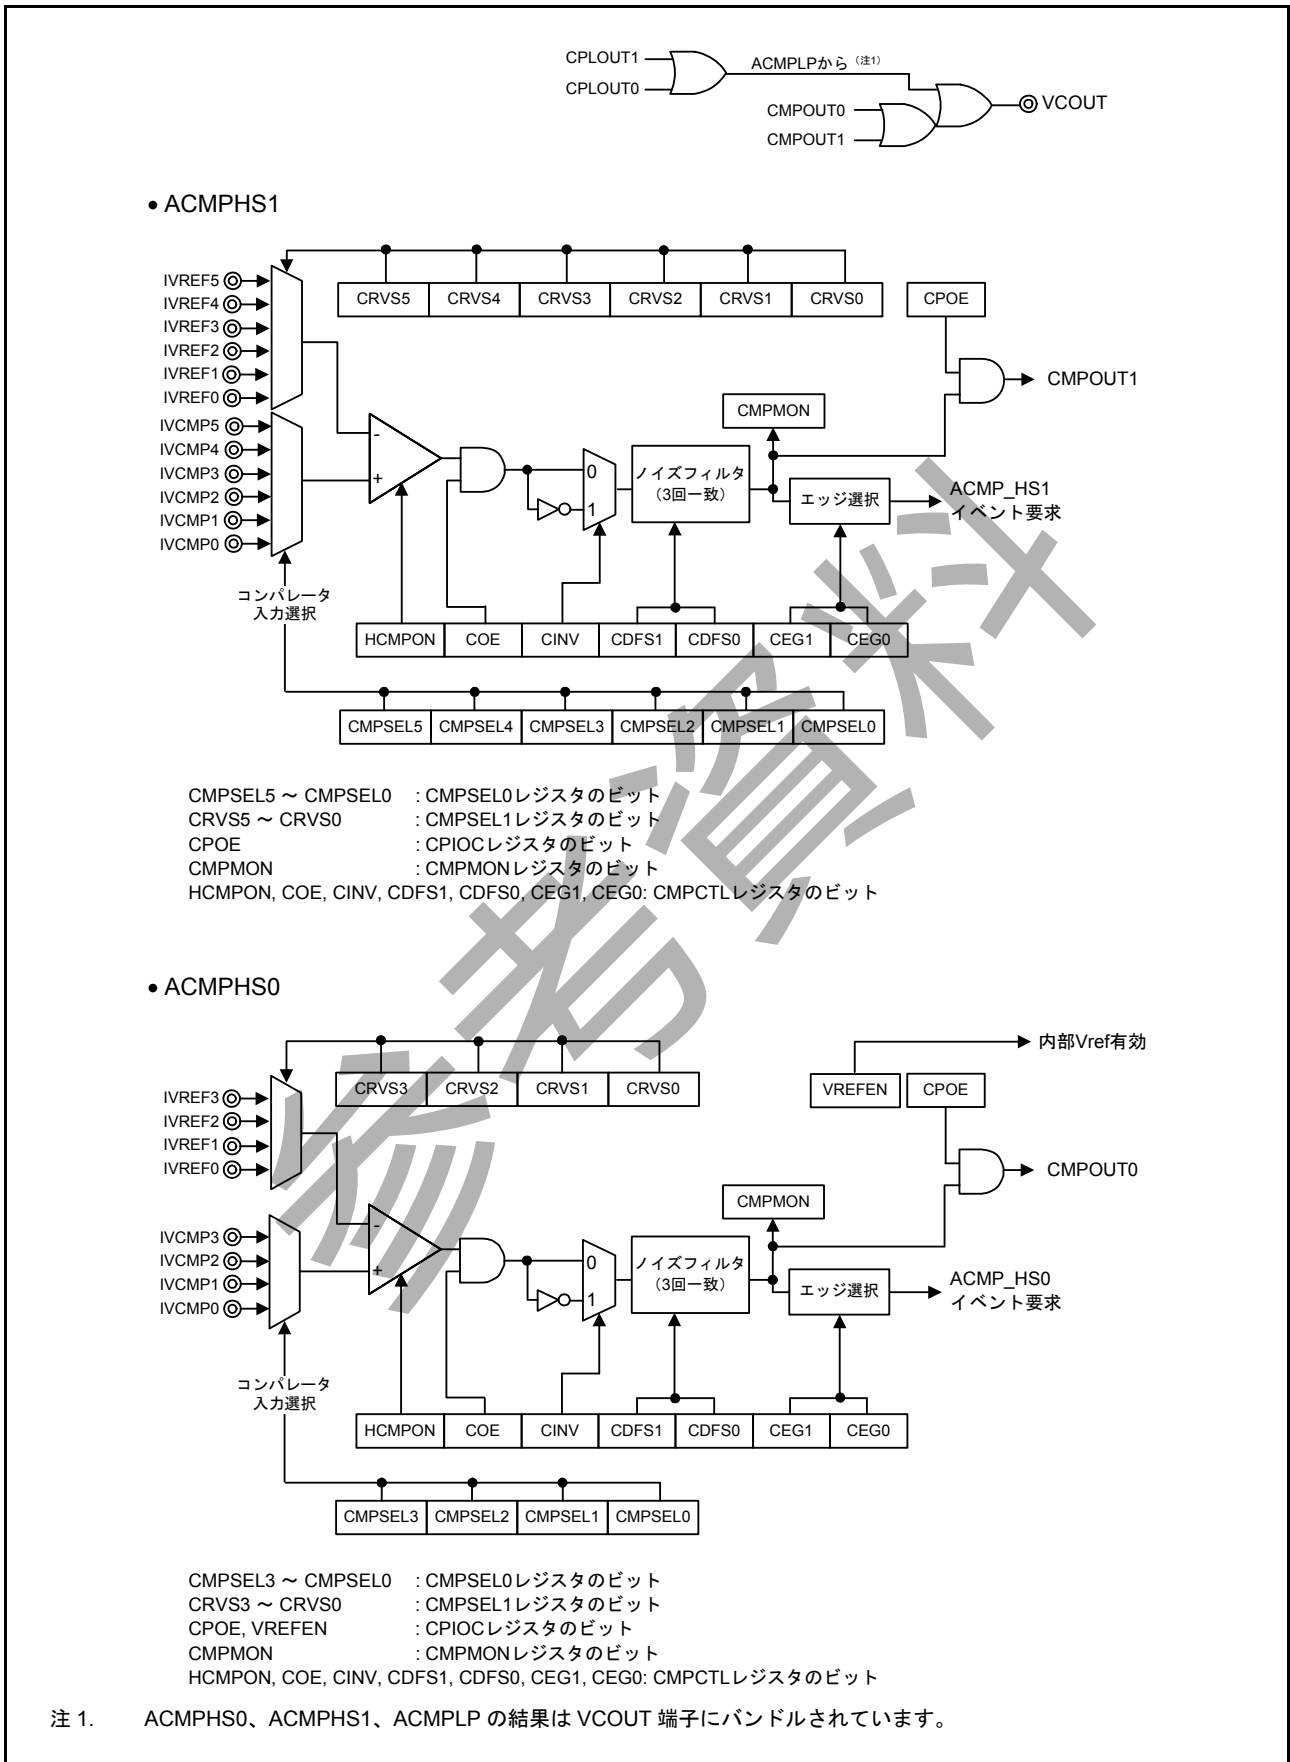 CPLOUT1
CPLOUT0
ACMPLPから（注1）
CMPOUT0
CMPOUT1
VCOUT
• ACMPHS1
IVREF5
IVREF4
IVREF3
IVREF2
IVREF1
IVREF0
CRVS5 CRVS4 CRVS3 CRVS2 CRVS1 CRVS0
CPOE
CMPOUT1
IVCMP5
IVCMP4
IVCMP3
IVCMP2
IVCMP1
IVCMP0
-
+
0
1
ノイズフィルタ
（3回一致）
CMPMON
エッジ選択
ACMP_HS1
イベント要求
コンパレータ
入力選択
HCMPON COE CINV CDFS1 CDFS0 CEG1 CEG0
CMPSEL5 CMPSEL4 CMPSEL3 CMPSEL2 CMPSEL1 CMPSEL0
CMPSEL5 ～ CMPSEL0 : CMPSEL0レジスタのビット
CRVS5 ～ CRVS0 : CMPSEL1レジスタのビット
CPOE : CPIOCレジスタのビット
CMPMON : CMPMONレジスタのビット
HCMPON, COE, CINV, CDFS1, CDFS0, CEG1, CEG0: CMPCTLレジスタのビット
• ACMPHS0
CRVS3 CRVS2 CRVS1 CRVS0
内部Vref有効
VREFEN CPOE
IVREF3
IVREF2
IVREF1
IVREF0
CMPOUT0
IVCMP3
IVCMP2
IVCMP1
IVCMP0
-
+
0
1
ノイズフィルタ
（3回一致）
CMPMON
エッジ選択
ACMP_HS0
イベント要求
コンパレータ
入力選択
HCMPON COE CINV CDFS1 CDFS0 CEG1 CEG0
CMPSEL3 CMPSEL2 CMPSEL1 CMPSEL0
CMPSEL3 ～ CMPSEL0 : CMPSEL0レジスタのビット
CRVS3 ～ CRVS0 : CMPSEL1レジスタのビット
CPOE, VREFEN : CPIOCレジスタのビット
CMPMON : CMPMONレジスタのビット
HCMPON, COE, CINV, CDFS1, CDFS0, CEG1, CEG0: CMPCTLレジスタのビット
注 1. ACMPHS0、ACMPHS1、ACMPLP の結果は VCOUT 端子にバンドルされています。
参考資料